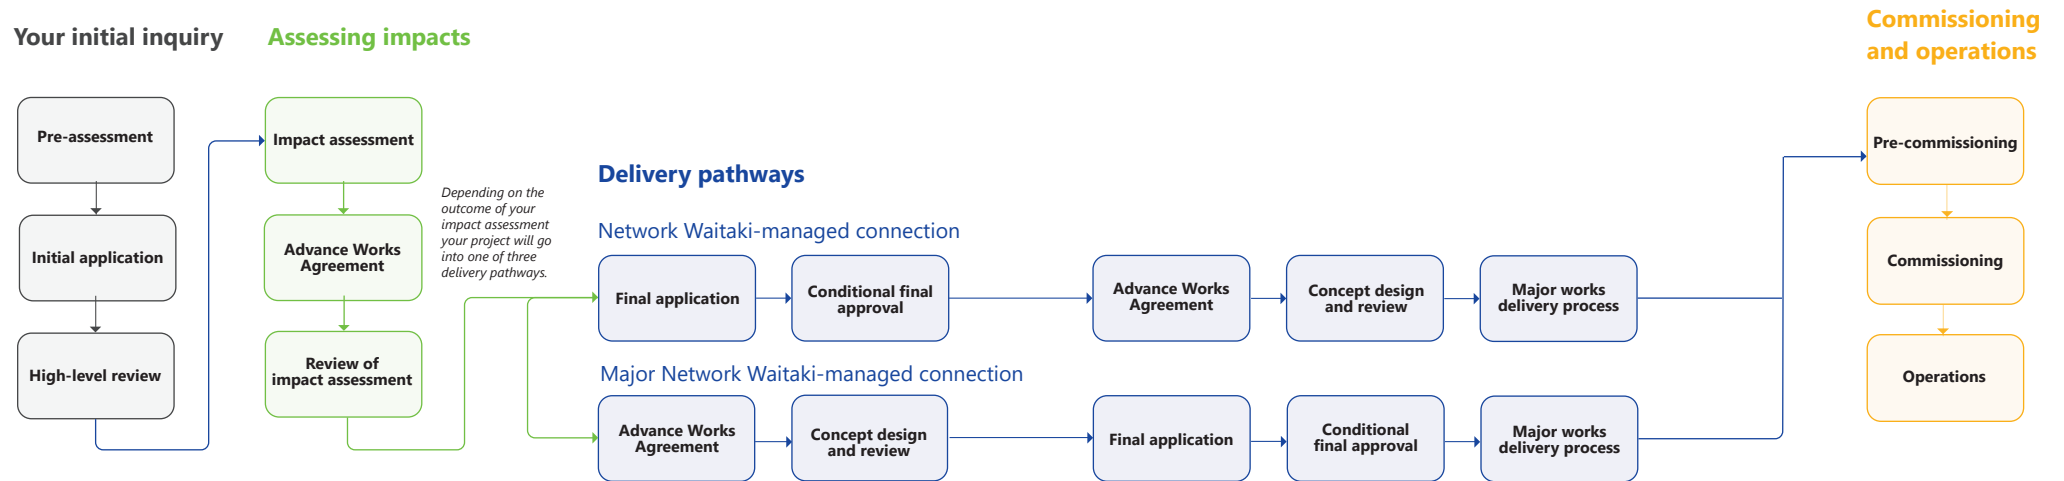 Your initial inquiry
Pre-assessment
Initial application
High-level review
Assessing impacts
Impact assessment
Advance Works
Agreement
Review of
impact assessment
Depending on the
outcome of your
impact assessment
your project will go
into one of three
delivery pathways.
Delivery pathways
Network Waitaki-managed connection
Final application
Conditional final
approval
Advance Works
Agreement
Concept design
and review
Major works
delivery process
Major Network Waitaki-managed connection
Advance Works
Agreement
Concept design
and review
Final application
Conditional
final approval
Major works
delivery process
Commissioning
and operations
Pre-commissioning
Commissioning
Operations